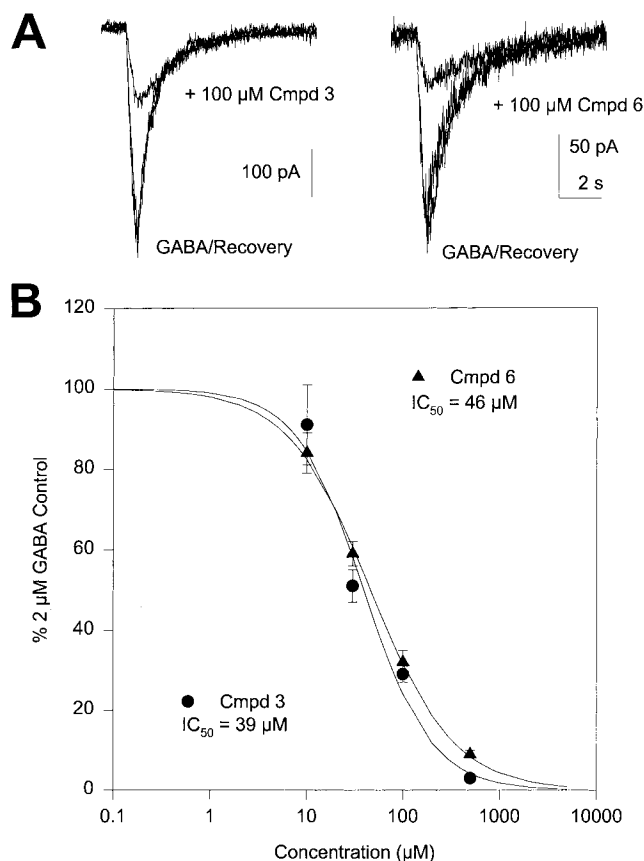 A
+ 100 µM Cmpd 3
100 pA
GABA/Recovery
+ 100 µM Cmpd 6
50 pA
2 s
GABA/Recovery
B
120
100
80
60
40
20
0
% 2 µM GABA Control
Cmpd 6
IC50 = 46 µM
Cmpd 3
IC50 = 39 µM
0.1
1
10
100
1000
10000
Concentration (µM)